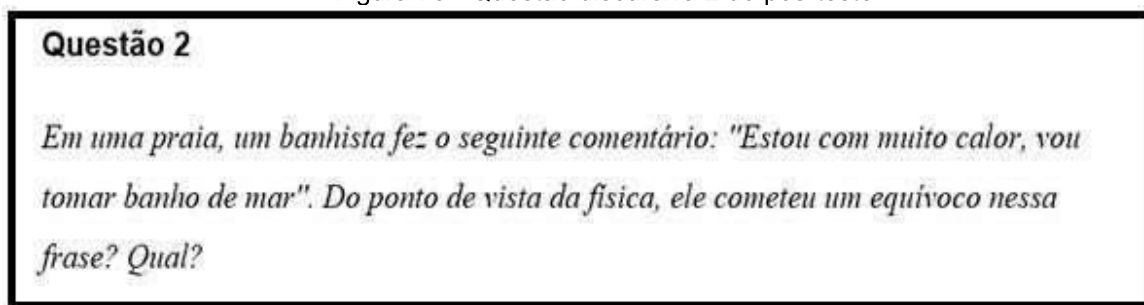 Questão 2
Em uma praia, um banhista fez o seguinte comentário: "Estou com muito calor, vou
tomar banho de mar". Do ponto de vista da física, ele cometeu um equívoco nessa
frase? Qual?